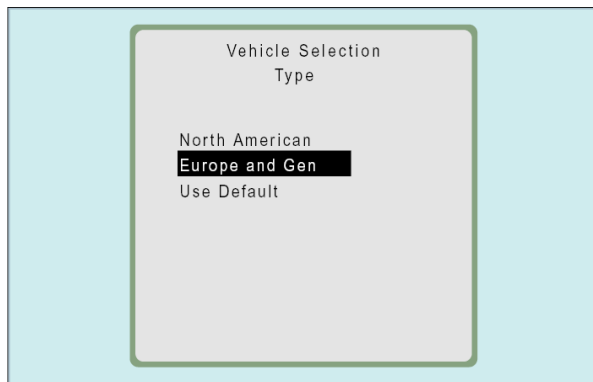 Vehicle Selection
Type
North American
Europe and Gen
Use Default